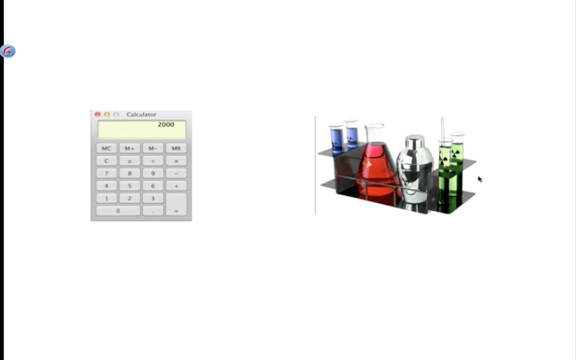 Calculator
2000
MC M+ M- MR
C ± ÷ ×
7 8 9 −
4 5 6 +
1 2 3
0 . =